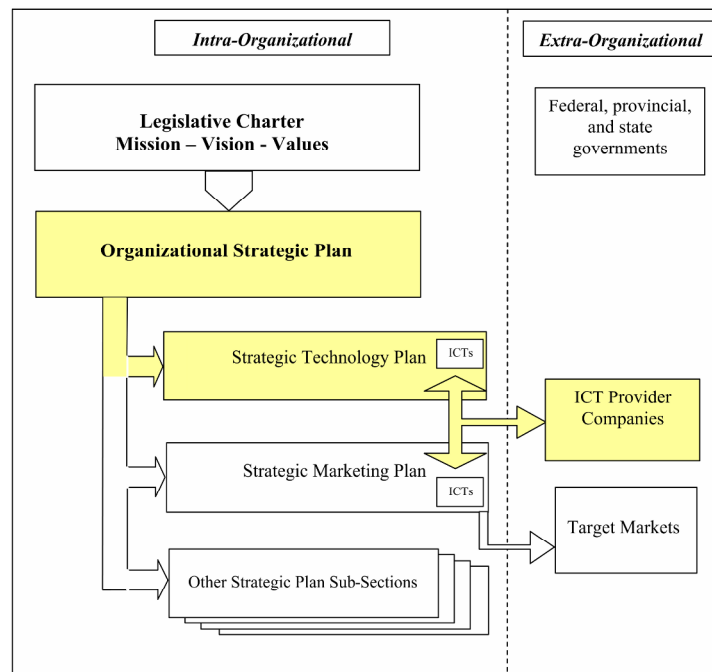 Intra-Organizational
Extra-Organizational
Legislative Charter
Mission – Vision - Values
Federal, provincial,
and state
governments
Organizational Strategic Plan
Strategic Technology Plan
ICTs
ICT Provider
Companies
Strategic Marketing Plan
ICTs
Target Markets
Other Strategic Plan Sub-Sections